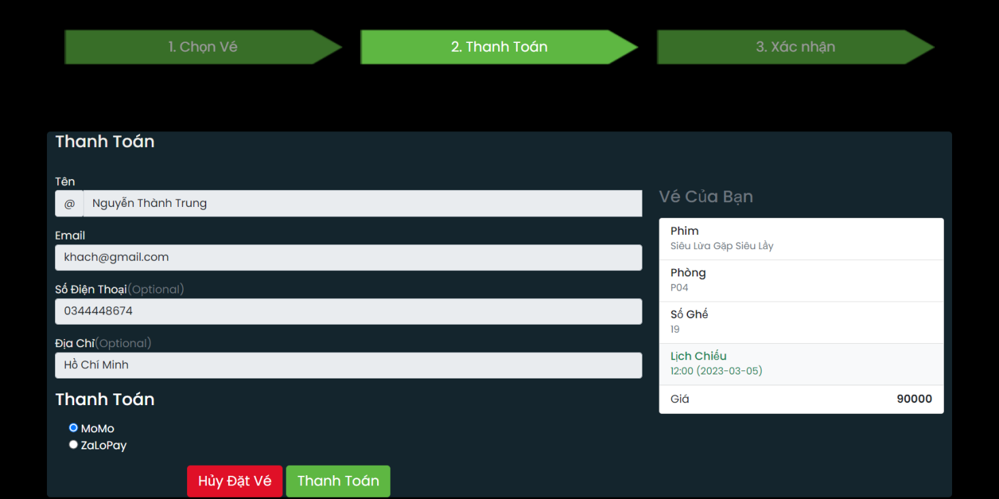 1. Chọn Vé
2. Thanh Toán
3. Xác nhận
Thanh Toán
Tên
@ Nguyễn Thành Trung
Email
khach@gmail.com
Số Điện Thoại(Optional)
0344448674
Địa Chỉ(Optional)
Hồ Chí Minh
Thanh Toán
MoMo
ZaLoPay
Hủy Đặt Vé
Thanh Toán
Vé Của Bạn
Phim
Siêu Lừa Gặp Siêu Lầy
Phòng
P04
Số Ghế
19
Lịch Chiếu
12:00 (2023-03-05)
Giá 90000